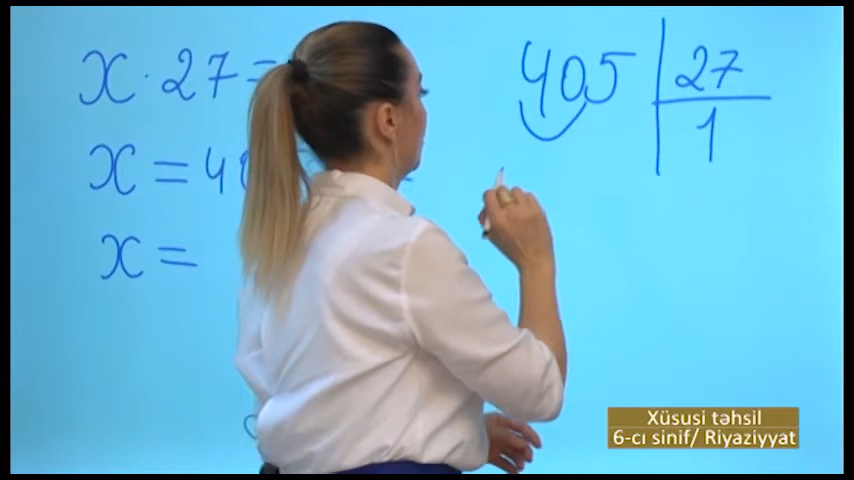 x · 27 =
x = 4
x =
405 | 27
1
Xüsusi təhsil
6-cı sinif/ Riyaziyyat